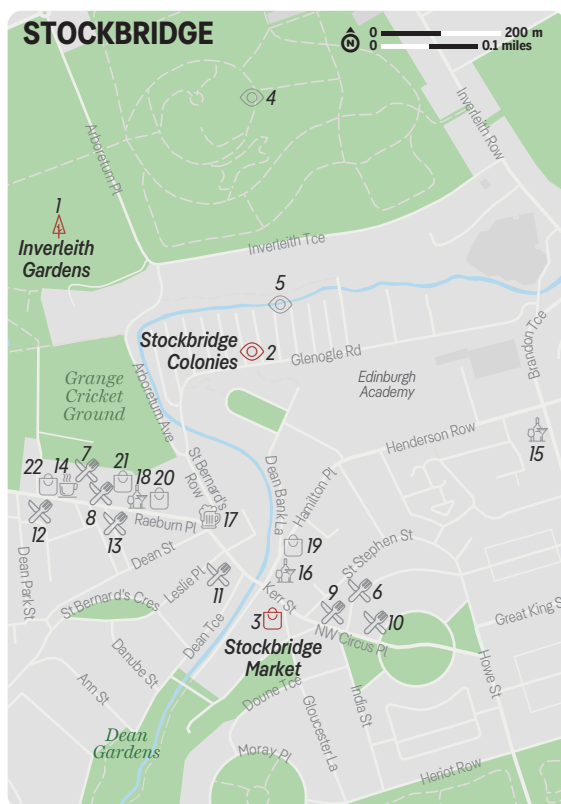 STOCKBRIDGE
N
0 200 m
0 0.1 miles
4
Inverleith Row
Arboretum Pl
1
Inverleith
Gardens
Inverleith Tce
5
Stockbridge
Colonies
2
Glenogle Rd
Brandon Tce
Grange
Cricket
Ground
Arboretum Ave
Edinburgh
Academy
Henderson Row
15
22
14
7
21
18
20
St Bernard's
Row
Dean Bank La
Hamilton Pl
12
8
13
Raeburn Pl
17
19
Dean St
St Stephen St
Dean Park St
Leslie Pl
11
16
9
6
10
St Bernard's Cres
Kerr St
3
NW Circus Pl
Great King S
Stockbridge
Market
Dean Tce
Danube St
Ann St
Doune Tce
India St
Howe St
Gloucester La
Dean
Gardens
Moray Pl
Heriot Row